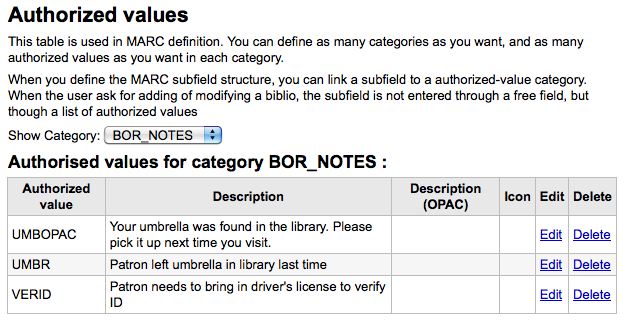 Authorized values
This table is used in MARC definition. You can define as many categories as you want, and as many
authorized values as you want in each category.
When you define the MARC subfield structure, you can link a subfield to a authorized-value category.
When the user ask for adding of modifying a biblio, the subfield is not entered through a free field, but
though a list of authorized values
Show Category: BOR_NOTES
Authorised values for category BOR_NOTES :
Authorized value Description Description (OPAC) Icon Edit Delete
UMBOPAC Your umbrella was found in the library. Please pick it up next time you visit. Edit Delete
UMBR Patron left umbrella in library last time Edit Delete
VERID Patron needs to bring in driver's license to verify ID Edit Delete